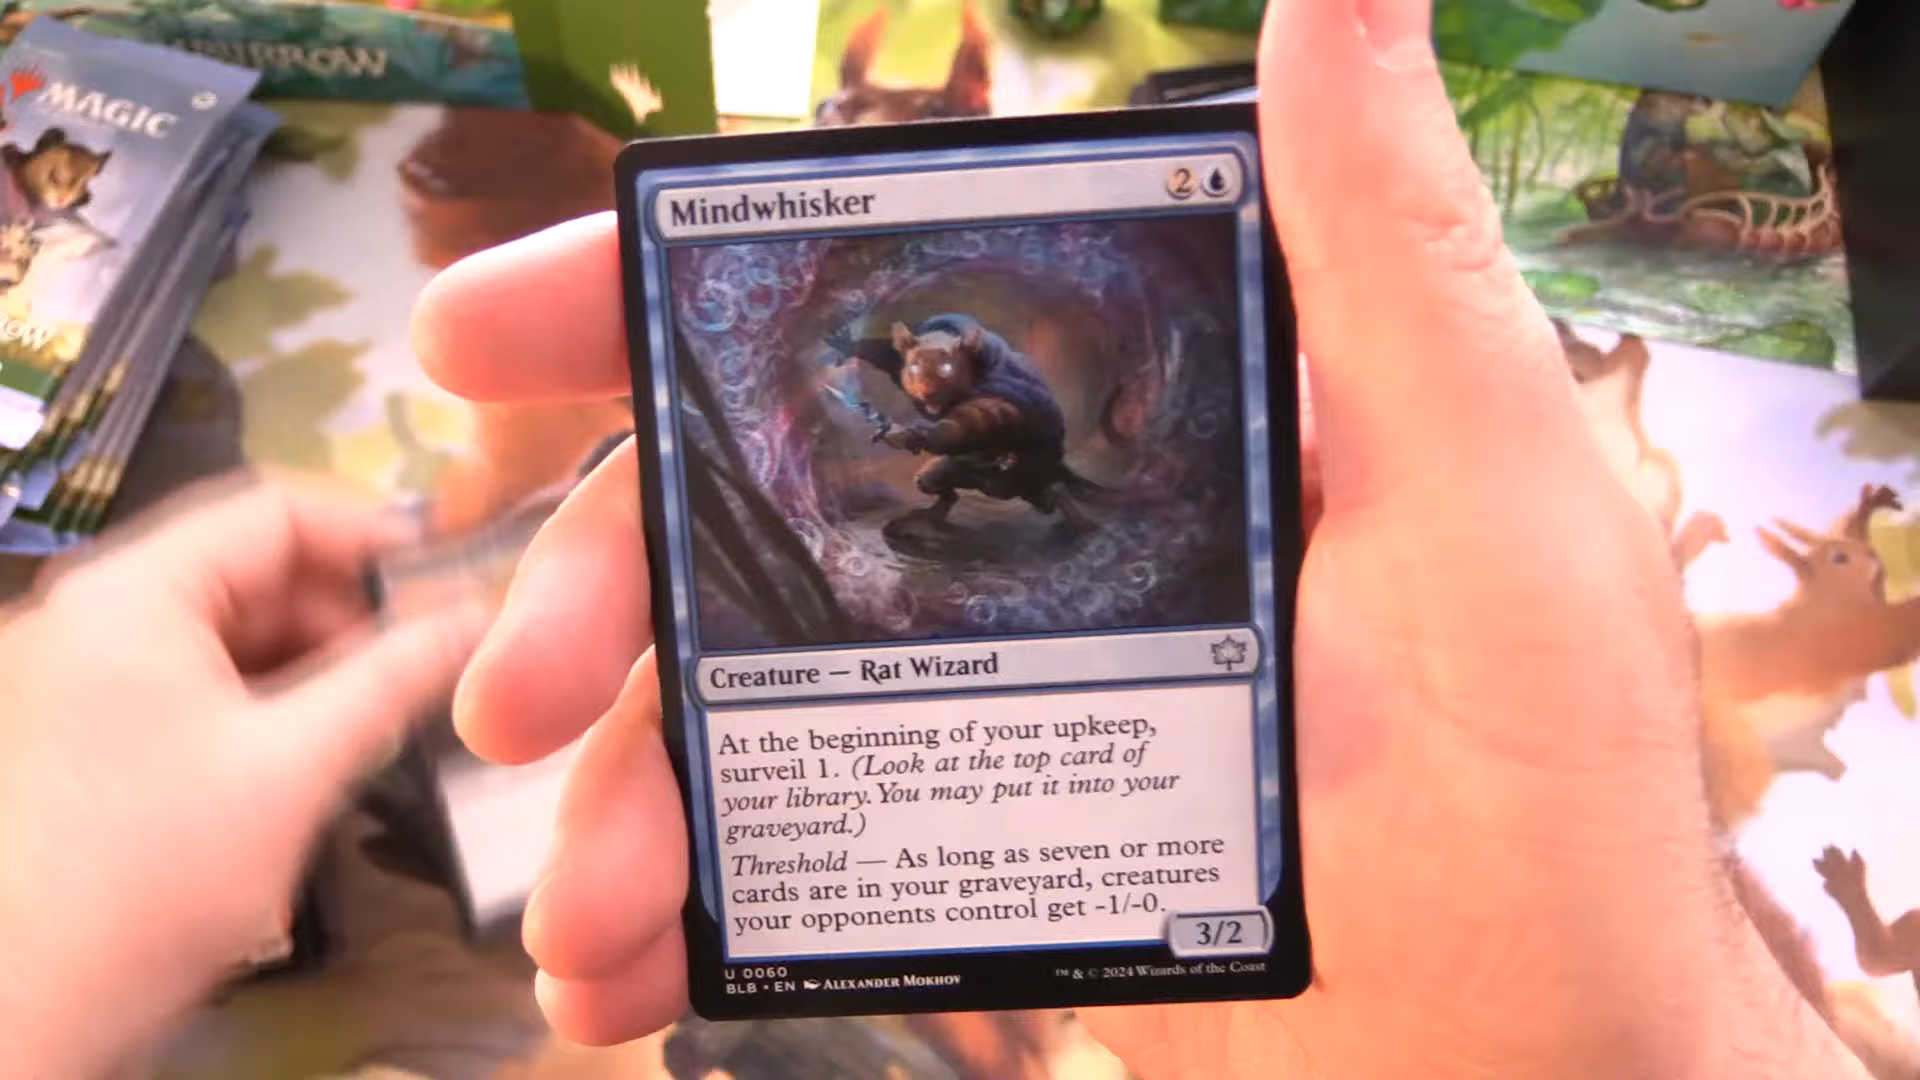 MAGIC
Mindwhisker 2
Creature — Rat Wizard
At the beginning of your upkeep,
surveil 1. (Look at the top card of
your library. You may put it into your
graveyard.)
Threshold — As long as seven or more
cards are in your graveyard, creatures
your opponents control get -1/-0.
3/2
U 0060
BLB • EN ALEXANDER MOKHOV
™ & © 2024 Wizards of the Coast